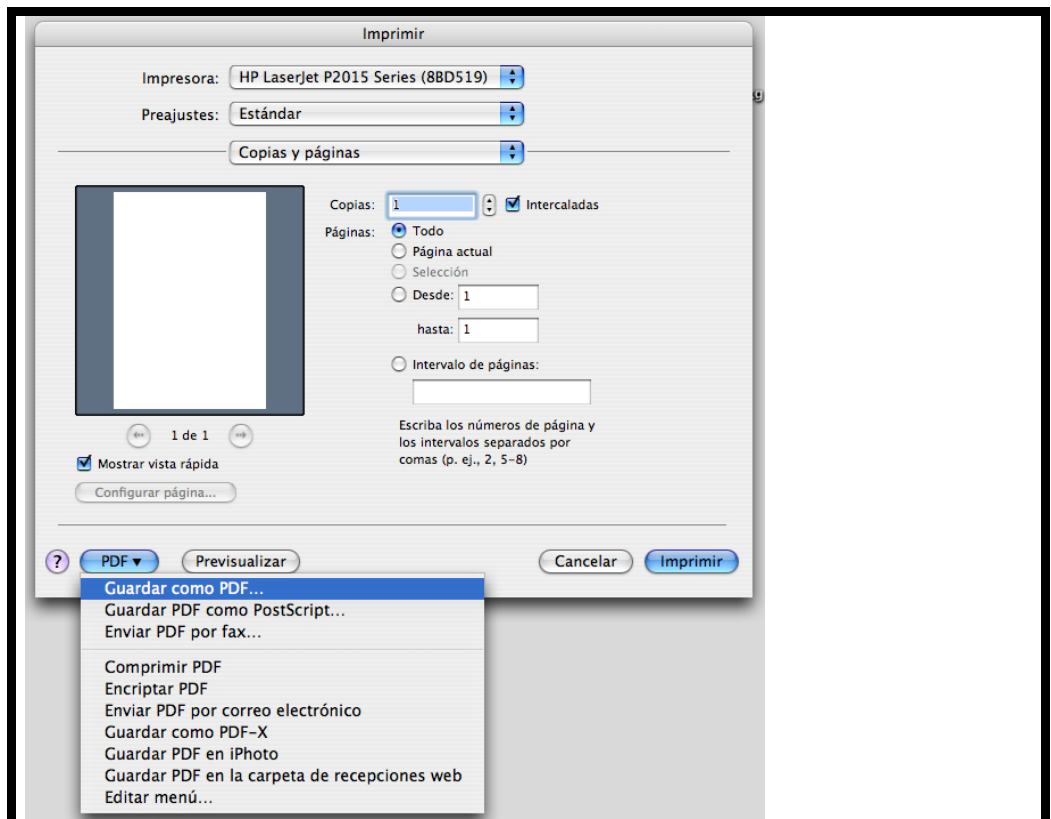 Imprimir
Impresora: HP LaserJet P2015 Series (8BD519)
Preajustes: Estándar
Copias y páginas
Copias: 1 Intercaladas
Páginas: Todo
Página actual
Selección
Desde: 1
hasta: 1
Intervalo de páginas:
Escriba los números de página y
los intervalos separados por
comas (p. ej., 2, 5-8)
1 de 1
Mostrar vista rápida
Configurar página...
? PDF Previsualizar Cancelar Imprimir
Guardar como PDF...
Guardar PDF como PostScript...
Enviar PDF por fax...
Comprimir PDF
Encriptar PDF
Enviar PDF por correo electrónico
Guardar como PDF-X
Guardar PDF en iPhoto
Guardar PDF en la carpeta de recepciones web
Editar menú...